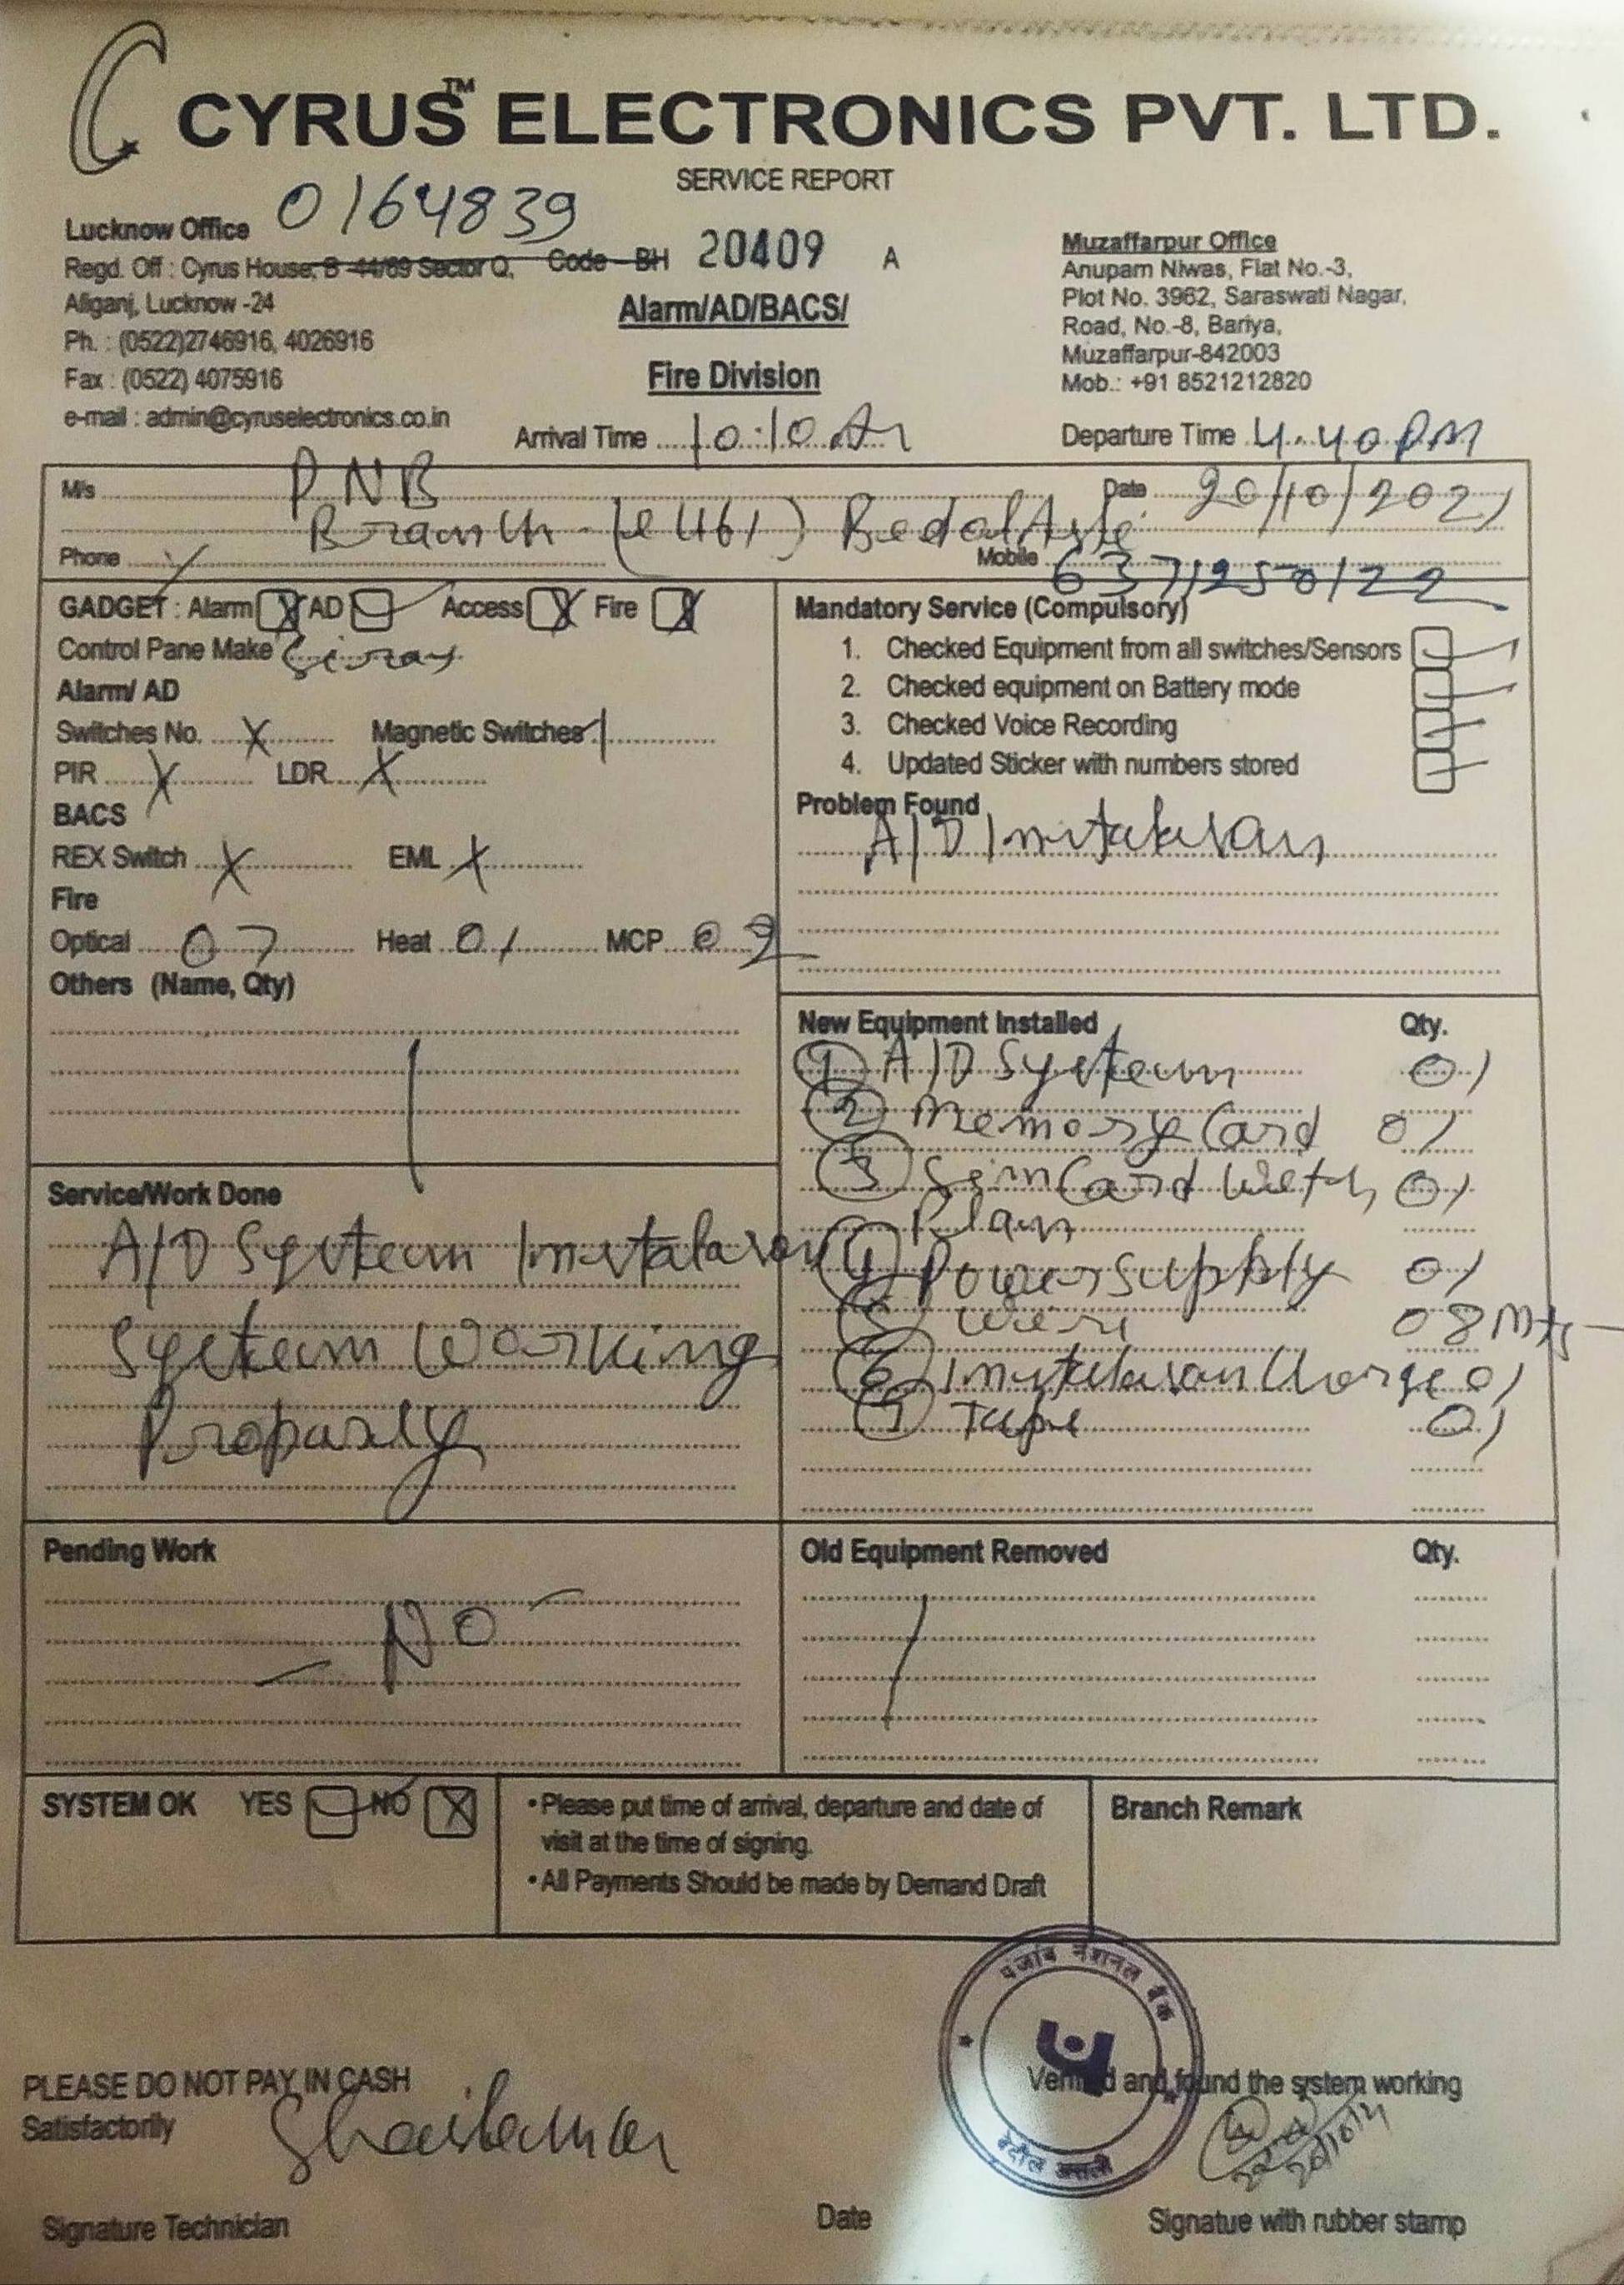 CYRUS™ ELECTRONICS PVT. LTD.
SERVICE REPORT
0164839
Lucknow Office
Regd. Off : Cyrus House, B-44/69 Sector Q,
Aliganj, Lucknow -24
Ph. : (0522)2746916, 4026916
Fax : (0522) 4075916
e-mail : admin@cyruselectronics.co.in
Code - BH 20409 A
Alarm/AD/BACS/
Fire Division
Muzaffarpur Office
Anupam Niwas, Flat No.-3,
Plot No. 3962, Saraswati Nagar,
Road, No.-8, Bariya,
Muzaffarpur-842003
Mob.: +91 8521212820
Arrival Time 10:10 A
Departure Time 4.40 PM
M/s PNB Date 20/10/2021
Branch - 
Phone Mobile 6371250122
GADGET : Alarm X AD Access X Fire X
Control Pane Make
Alarm/ AD
Switches No. X Magnetic Switches
PIR X LDR X
BACS
REX Switch X EML X
Fire
Optical 07 Heat 01 MCP 02
Others (Name, Qty)
Mandatory Service (Compulsory)
1. Checked Equipment from all switches/Sensors
2. Checked equipment on Battery mode
3. Checked Voice Recording
4. Updated Sticker with numbers stored
Problem Found
A/D Instalasan
New Equipment Installed Qty.
1 A/D System 01
2 Memory Card 01
3 Sim Card With 01
Plan
4 Power Supply 01
5 Wire 08 Mts
6 Instalasan Charge 01
7 Tape 01
Service/Work Done
A/D System Instalasan
System Working
Proparly
Pending Work
- No -
Old Equipment Removed Qty.
SYSTEM OK YES NO X
• Please put time of arrival, departure and date of
visit at the time of signing.
• All Payments Should be made by Demand Draft
Branch Remark
पंजाब नेशनल बैंक
PLEASE DO NOT PAY IN CASH
Verified and found the system working
Satisfactorily
20/10/21
Signature Technician
Date
Signatue with rubber stamp